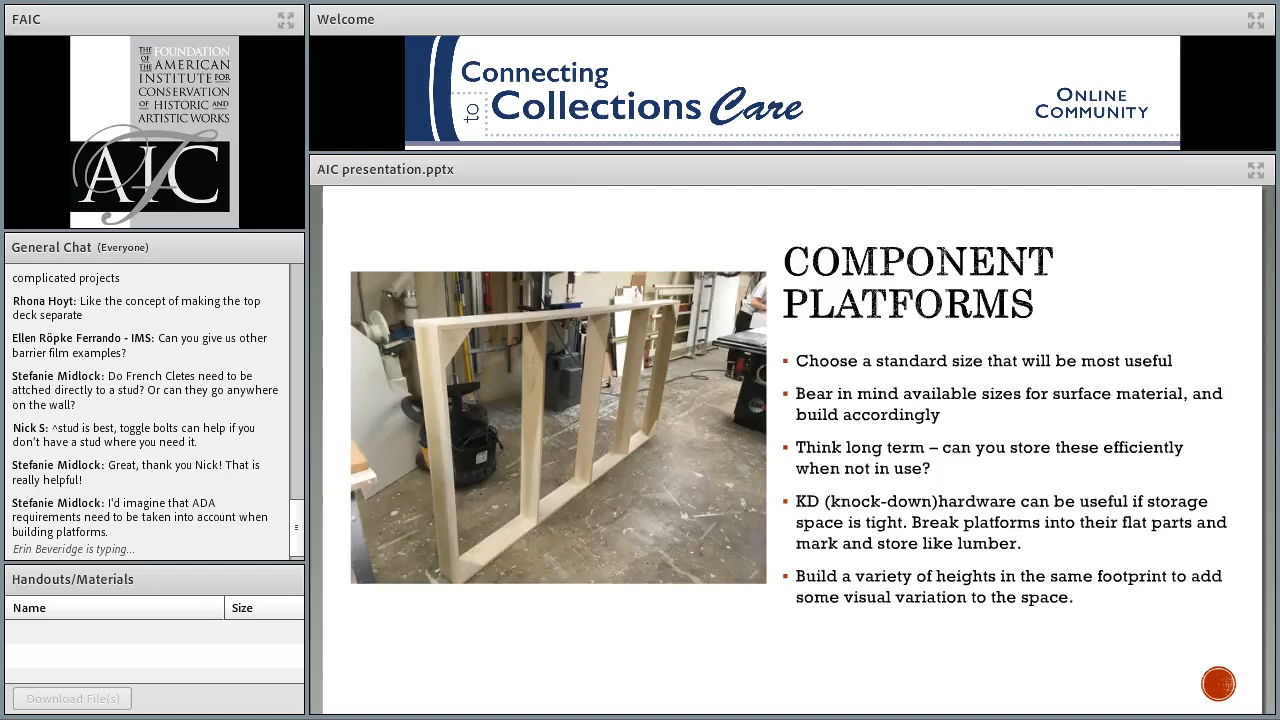 FAIC
THE FOUNDATION
OF THE AMERICAN
INSTITUTE FOR
CONSERVATION
OF HISTORIC AND
ARTISTIC WORKS
FAIC
General Chat (Everyone)
complicated projects
Rhona Hoyt: Like the concept of making the top
deck separate
Ellen Röpke Ferrando - IMS: Can you give us other
barrier film examples?
Stefanie Midlock: Do French Cletes need to be
attched directly to a stud? Or can they go anywhere
on the wall?
Nick S: ^stud is best, toggle bolts can help if you
don't have a stud where you need it.
Stefanie Midlock: Great, thank you Nick! That is
really helpful!
Stefanie Midlock: I'd imagine that ADA
requirements need to be taken into account when
building platforms.
Erin Beveridge is typing...
Handouts/Materials
Name Size
Download File(s)
Welcome
Connecting
to Collections Care
ONLINE
COMMUNITY
AIC presentation.pptx
COMPONENT
PLATFORMS
▪ Choose a standard size that will be most useful
▪ Bear in mind available sizes for surface material, and
build accordingly
▪ Think long term – can you store these efficiently
when not in use?
▪ KD (knock-down)hardware can be useful if storage
space is tight. Break platforms into their flat parts and
mark and store like lumber.
▪ Build a variety of heights in the same footprint to add
some visual variation to the space.